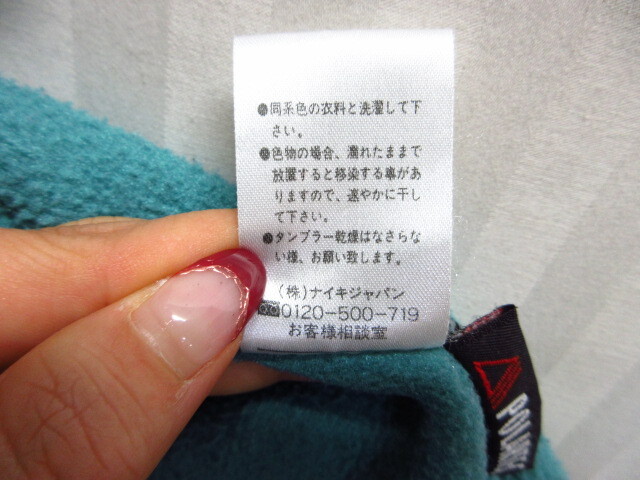 ●同系色の衣料と洗濯して下
さい。
●色物の場合、濡れたままで
放置すると移染する事があ
りますので、速やかに干し
て下さい。
●タンブラー乾燥はなさらな
い様、お願い致します。
(株)ナイキジャパン
0120-500-719
お客様相談室